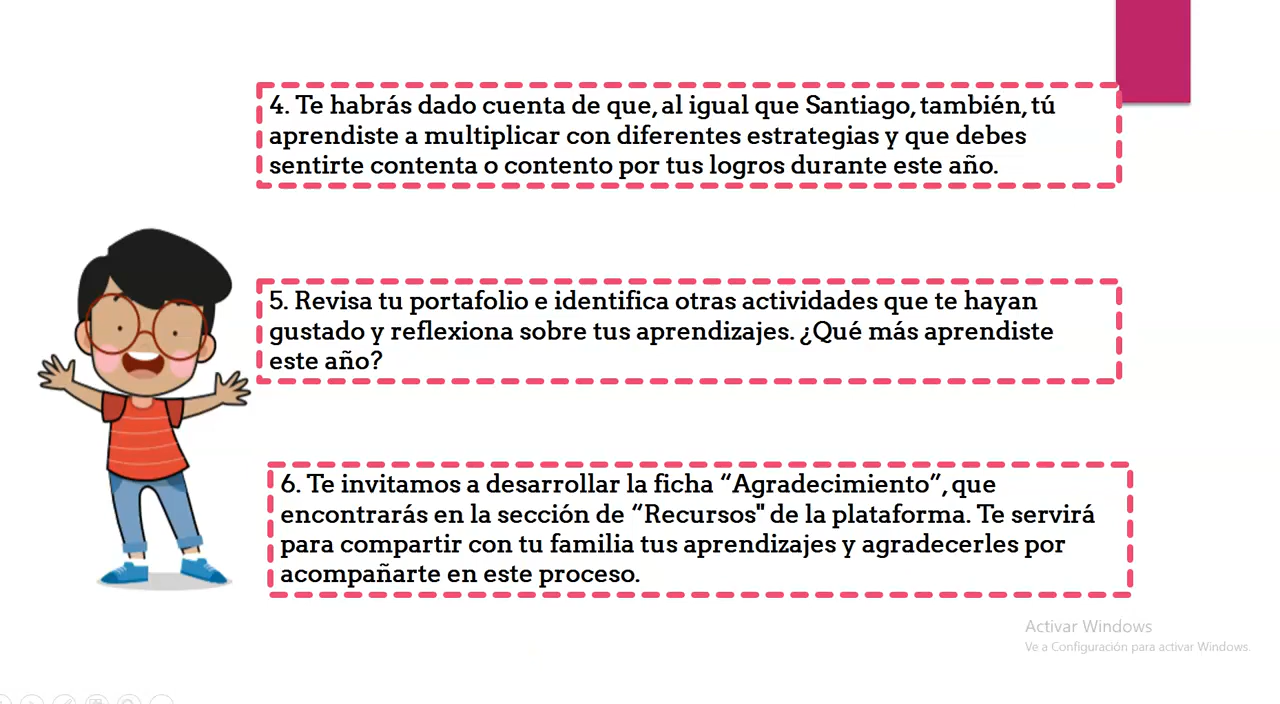 4. Te habrás dado cuenta de que, al igual que Santiago, también, tú
aprendiste a multiplicar con diferentes estrategias y que debes
sentirte contenta o contento por tus logros durante este año.
5. Revisa tu portafolio e identifica otras actividades que te hayan
gustado y reflexiona sobre tus aprendizajes. ¿Qué más aprendiste
este año?
6. Te invitamos a desarrollar la ficha “Agradecimiento”, que
encontrarás en la sección de “Recursos" de la plataforma. Te servirá
para compartir con tu familia tus aprendizajes y agradecerles por
acompañarte en este proceso.
Activar Windows
Ve a Configuración para activar Windows.